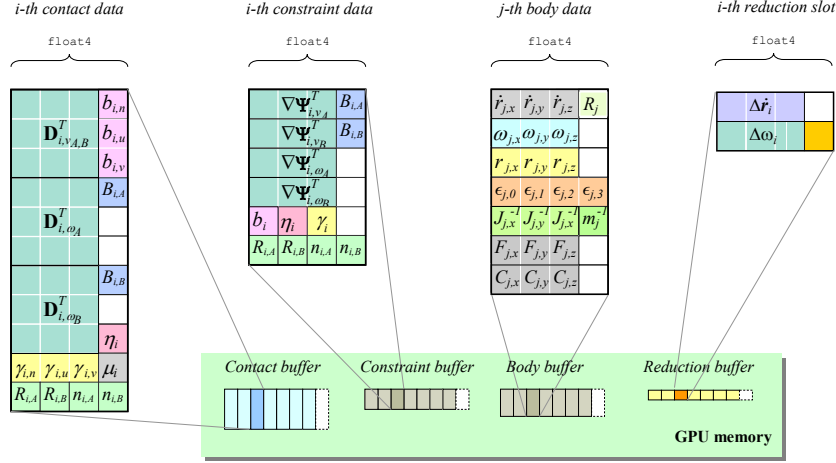 i-th contact data
i-th constraint data
j-th body data
i-th reduction slot
float4
float4
float4
float4
D^T_{i,v_{A,B}}
b_{i,n}
b_{i,u}
b_{i,v}
D^T_{i,ω_A}
B_{i,A}
D^T_{i,ω_B}
B_{i,B}
η_i
γ_{i,n} γ_{i,u} γ_{i,v} μ_i
R_{i,A} R_{i,B} n_{i,A} n_{i,B}
∇Ψ^T_{i,v_A} B_{i,A}
∇Ψ^T_{i,v_B} B_{i,B}
∇Ψ^T_{i,ω_A}
∇Ψ^T_{i,ω_B}
b_i η_i γ_i
R_{i,A} R_{i,B} n_{i,A} n_{i,B}
ṙ_{j,x} ṙ_{j,y} ṙ_{j,z} R_j
ω_{j,x} ω_{j,y} ω_{j,z}
r_{j,x} r_{j,y} r_{j,z}
ϵ_{j,0} ϵ_{j,1} ϵ_{j,2} ϵ_{j,3}
J^{-1}_{j,x} J^{-1}_{j,y} J^{-1}_{j,x} m^{-1}_j
F_{j,x} F_{j,y} F_{j,z}
C_{j,x} C_{j,y} C_{j,z}
Δṙ_i
Δω_i
Contact buffer
Constraint buffer
Body buffer
Reduction buffer
GPU memory